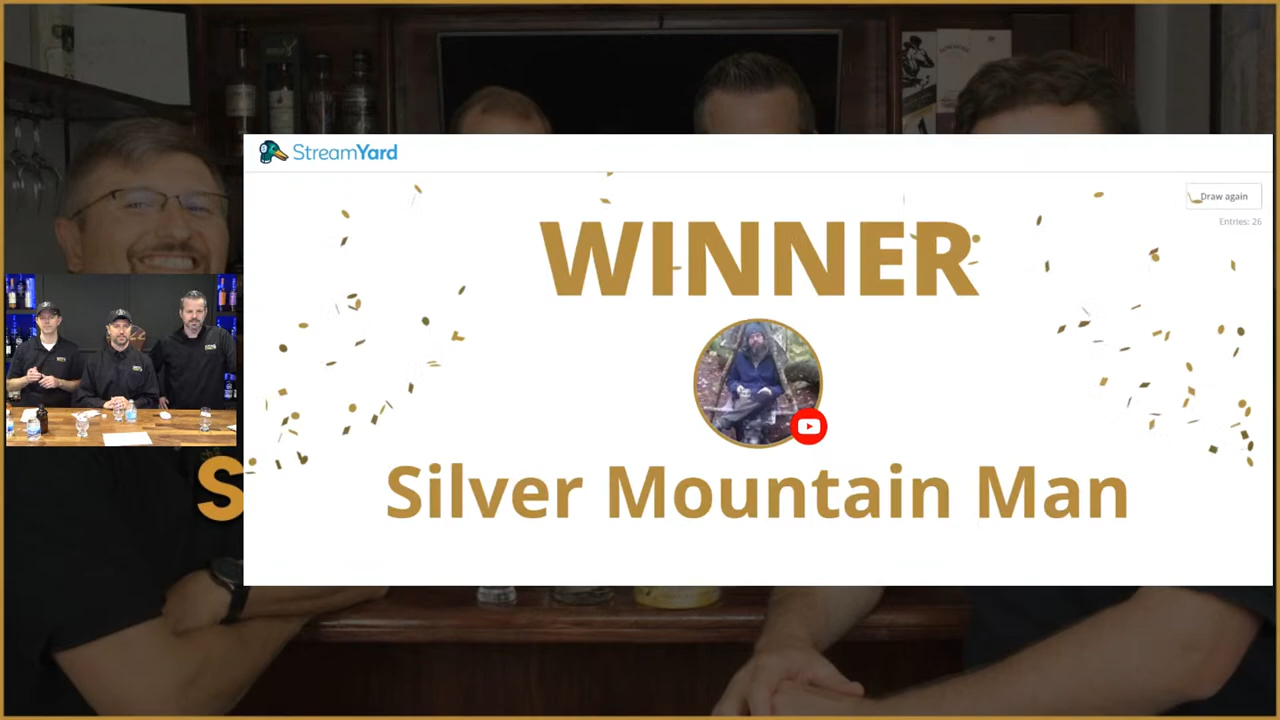 StreamYard
Draw again
Entries: 26
WINNER
Silver Mountain Man
S